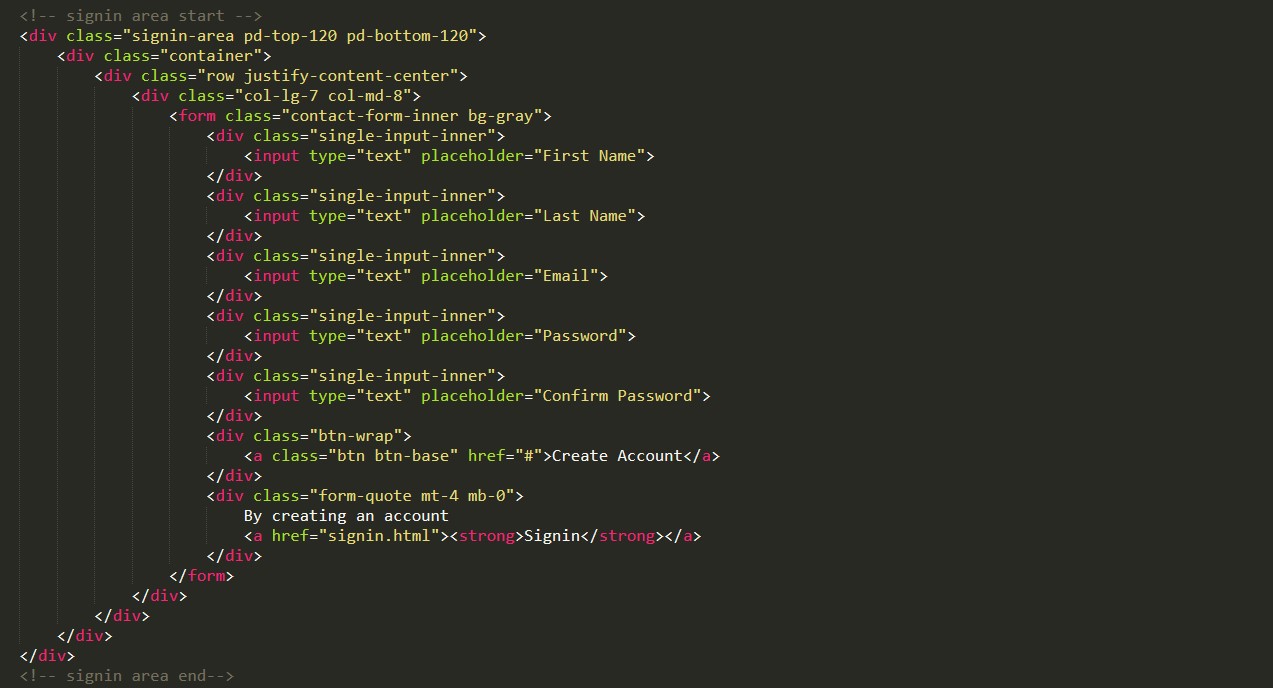 <!-- signin area start -->
<div class="signin-area pd-top-120 pd-bottom-120">
    <div class="container">
        <div class="row justify-content-center">
            <div class="col-lg-7 col-md-8">
                <form class="contact-form-inner bg-gray">
                    <div class="single-input-inner">
                        <input type="text" placeholder="First Name">
                    </div>
                    <div class="single-input-inner">
                        <input type="text" placeholder="Last Name">
                    </div>
                    <div class="single-input-inner">
                        <input type="text" placeholder="Email">
                    </div>
                    <div class="single-input-inner">
                        <input type="text" placeholder="Password">
                    </div>
                    <div class="single-input-inner">
                        <input type="text" placeholder="Confirm Password">
                    </div>
                    <div class="btn-wrap">
                        <a class="btn btn-base" href="#">Create Account</a>
                    </div>
                    <div class="form-quote mt-4 mb-0">
                        By creating an account
                        <a href="signin.html"><strong>Signin</strong></a>
                    </div>
                </form>
            </div>
        </div>
    </div>
</div>
<!-- signin area end-->